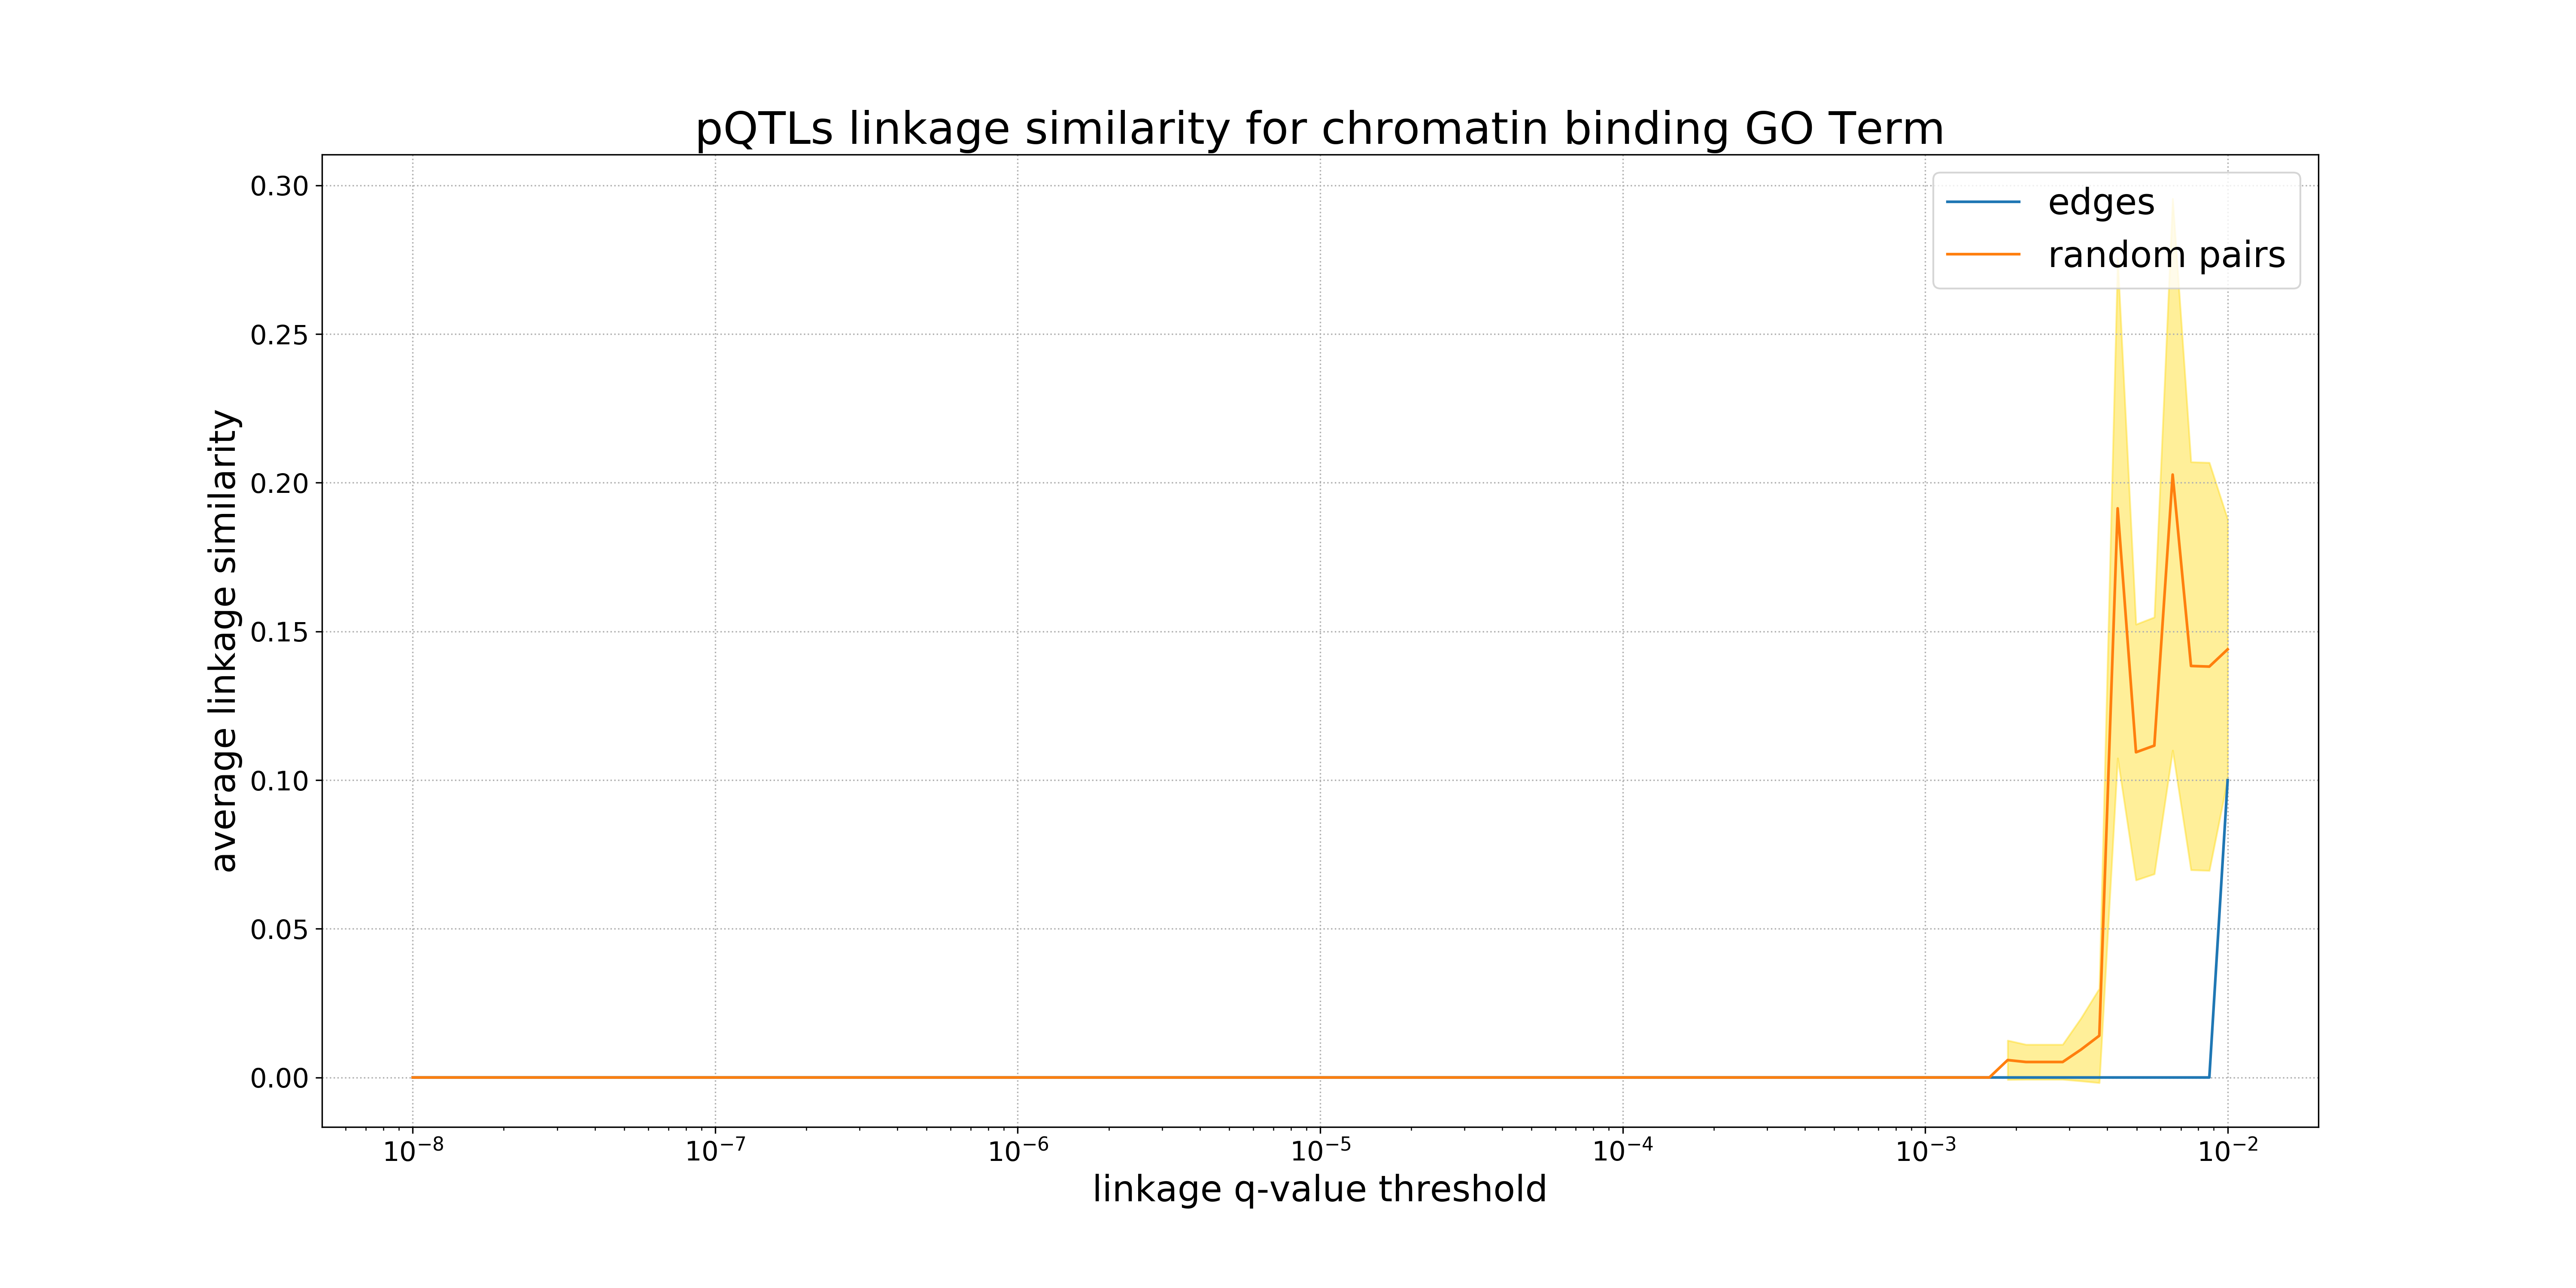 pQTLs linkage similarity for chromatin binding GO Term
edges
random pairs
average linkage similarity
0.30
0.25
0.20
0.15
0.10
0.05
0.00
10⁻⁸ 10⁻⁷ 10⁻⁶ 10⁻⁵ 10⁻⁴ 10⁻³ 10⁻²
linkage q-value threshold